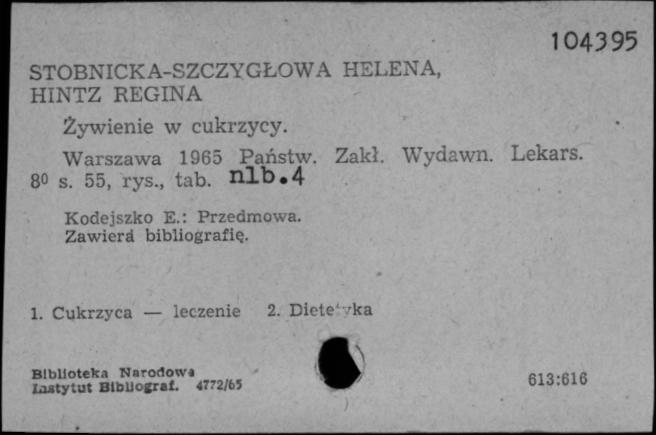 104395
STOBNICKA-SZCZYGŁOWA HELENA,
HINTZ REGINA
Żywienie w cukrzycy.
Warszawa 1965 Państw. Zakł. Wydawn. Lekars.
8⁰ s. 55, rys., tab. nlb.4
Kodejszko E.: Przedmowa.
Zawiera bibliografię.
1. Cukrzyca — leczenie 2. Dietetyka
Biblioteka Narodowa
Instytut Bibliograf. 4772/65
613:616